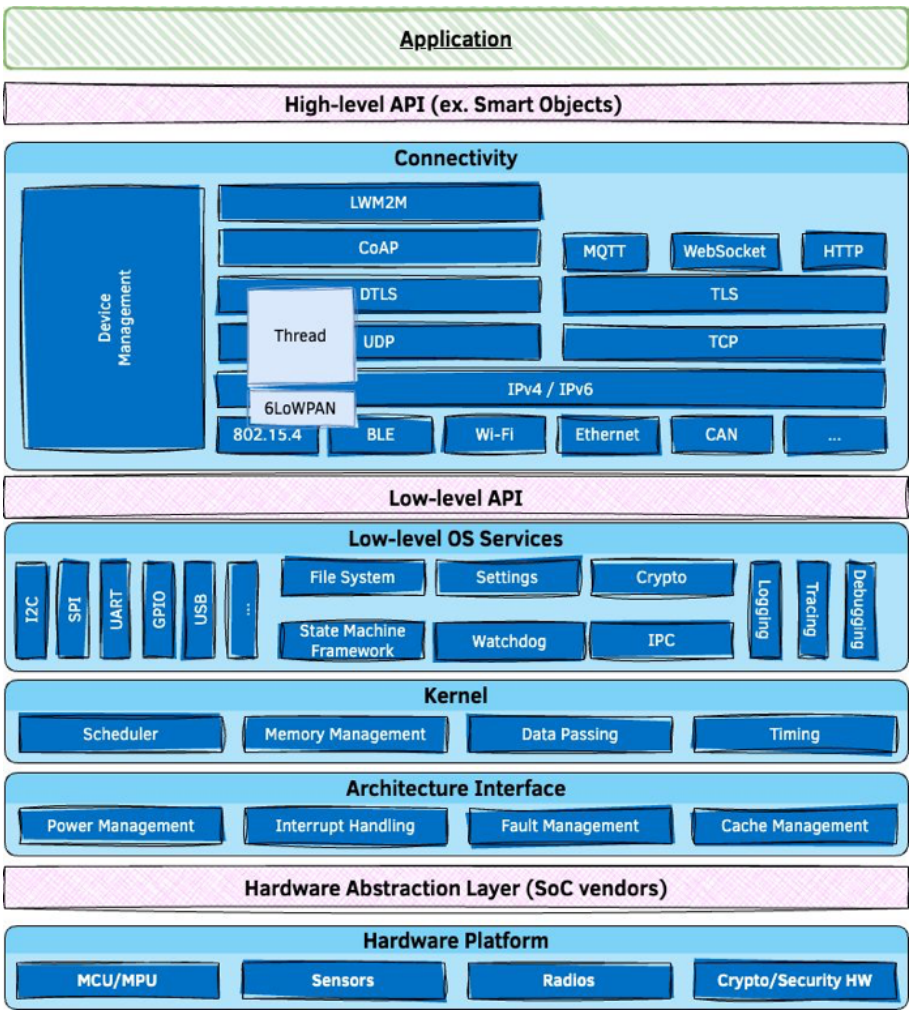 Application
High-level API (ex. Smart Objects)
Connectivity
Device
Management
LWM2M
CoAP
MQTT
WebSocket
HTTP
DTLS
TLS
Thread
UDP
TCP
IPv4 / IPv6
6LoWPAN
802.15.4
BLE
Wi-Fi
Ethernet
CAN
...
Low-level API
Low-level OS Services
I2C
SPI
UART
GPIO
USB
...
File System
Settings
Crypto
State Machine
Framework
Watchdog
IPC
Logging
Tracing
Debugging
Kernel
Scheduler
Memory Management
Data Passing
Timing
Architecture Interface
Power Management
Interrupt Handling
Fault Management
Cache Management
Hardware Abstraction Layer (SoC vendors)
Hardware Platform
MCU/MPU
Sensors
Radios
Crypto/Security HW